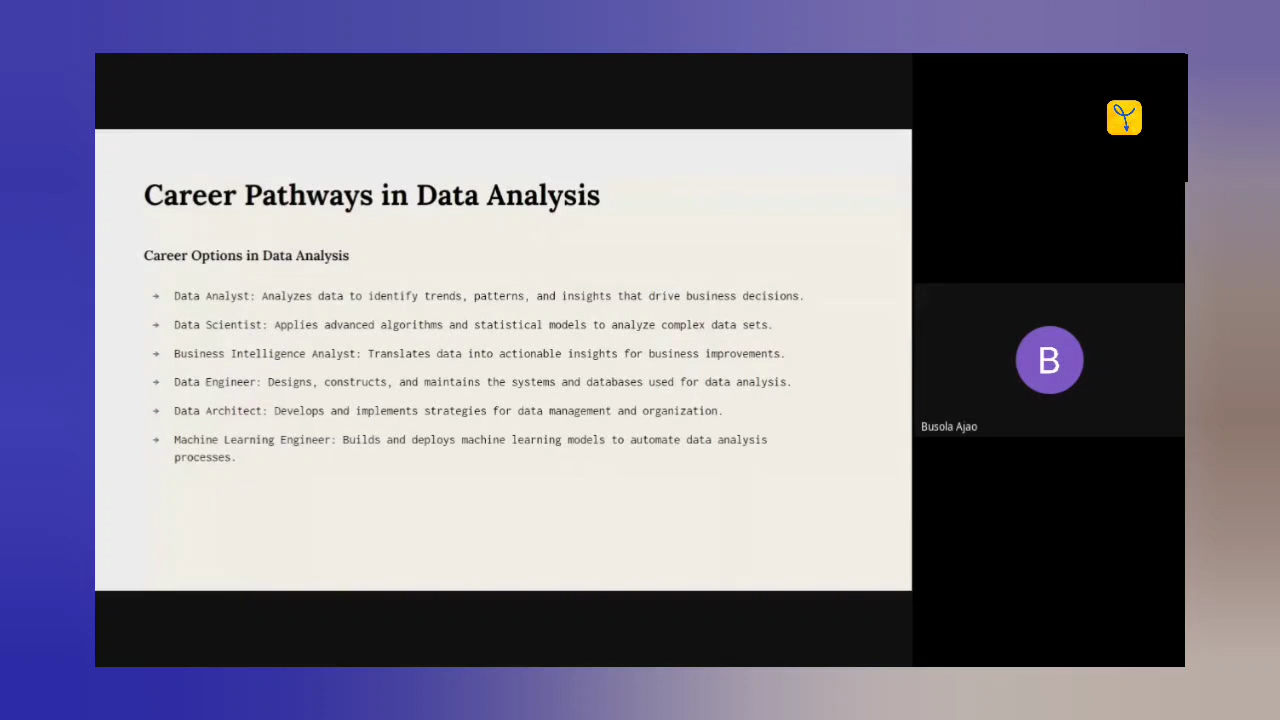 Career Pathways in Data Analysis
Career Options in Data Analysis
→ Data Analyst: Analyzes data to identify trends, patterns, and insights that drive business decisions.
→ Data Scientist: Applies advanced algorithms and statistical models to analyze complex data sets.
→ Business Intelligence Analyst: Translates data into actionable insights for business improvements.
→ Data Engineer: Designs, constructs, and maintains the systems and databases used for data analysis.
→ Data Architect: Develops and implements strategies for data management and organization.
→ Machine Learning Engineer: Builds and deploys machine learning models to automate data analysis
processes.
B
Busola Ajao